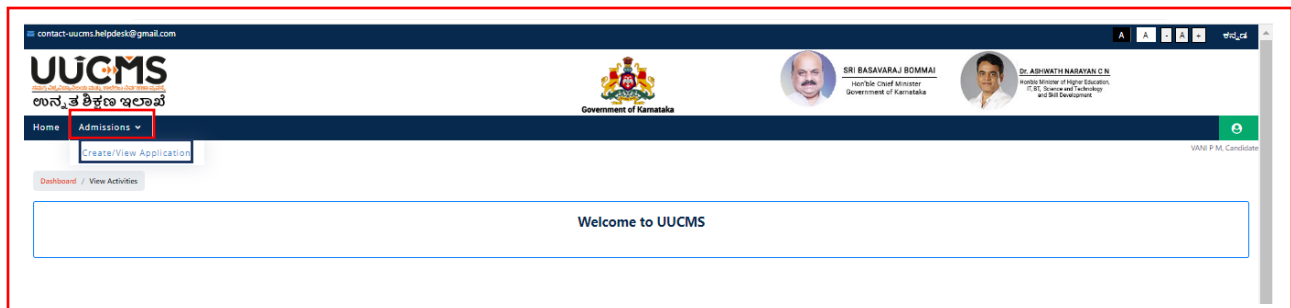 contact-uucms.helpdesk@gmail.com
A A - A + ಕನ್ನಡ
UUCMS
ಉನ್ನತ ಶಿಕ್ಷಣ ಇಲಾಖೆ
Government of Karnataka
SRI BASAVARAJ BOMMAI
Hon'ble Chief Minister
Government of Karnataka
Dr. ASHWATH NARAYAN C N
Hon'ble Minister of Higher Education,
IT, BT, Science and Technology
and Skill Development
Home Admissions
Create/View Application
VANI P M, Candidate
Dashboard / View Activities
Welcome to UUCMS